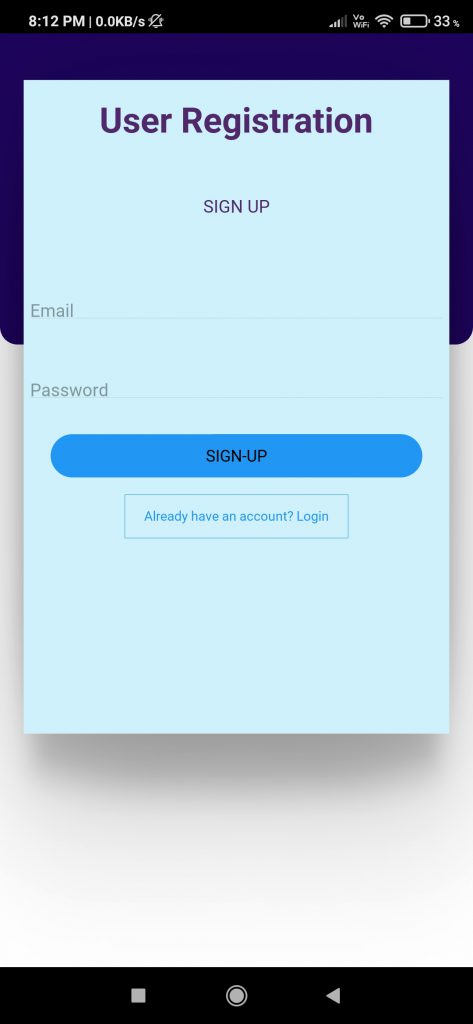 8:12 PM | 0.0KB/s Vo WiFi 33 %
User Registration
SIGN UP
Email
Password
SIGN-UP
Already have an account? Login